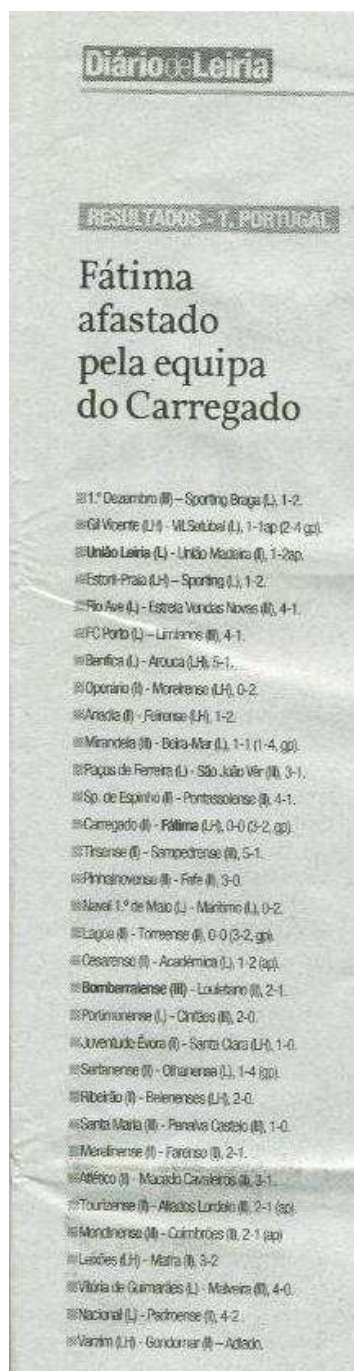 Diário de Leiria
RESULTADOS - T. PORTUGAL
Fátima
afastado
pela equipa
do Carregado
1.º Dezembro (III) – Sporting Braga (L), 1-2.
Gil Vicente (LH) - Vit.Setubal (L), 1-1ap (2-4 gp).
União Leiria (L) - União Madeira (II), 1-2ap.
Estoril-Praia (LH) – Sporting (L), 1-2.
Rio Ave (L) - Estrela Vendas Novas (III), 4-1.
FC Porto (L) – Limianos (III), 4-1.
Benfica (L) - Arouca (LH), 5-1.
Operário (II) - Moreirense (LH), 0-2.
Anadia (II) - Feirense (LH), 1-2.
Mirandela (III) - Beira-Mar (L), 1-1 (1-4, gp).
Paços de Ferreira (L) - São João Vêr (III), 3-1.
Sp. de Espinho (II) - Pontassolense (II), 4-1.
Carregado (II) - Fátima (LH), 0-0 (3-2, gp).
Tirsense (II) - Sampedrense (III), 5-1.
Pinhalnovense (II) - Fafe (II), 3-0.
Naval 1.º de Maio (L) - Marítimo (L), 0-2.
Lagoa (II) - Torreense (II), 0-0 (3-2, gp).
Cesarense (II) - Académica (L), 1-2 (ap).
Bombarralense (III) - Louletano (II), 2-1.
Portimonense (L) - Cinfães (III), 2-0.
Juventude Évora (II) - Santa Clara (LH), 1-0.
Sertanense (II) - Olhanense (L), 1-4 (gp).
Ribeirão (II) - Belenenses (LH), 2-0.
Santa Maria (III) - Penalva Castelo (III), 1-0.
Merelinense (II) - Farense (II), 2-1.
Atlético (II) - Macedo Cavaleiros (II), 3-1.
Tourizense (II) - Aliados Lordelo (II), 2-1 (ap).
Mondinense (III) - Coimbrões (II), 2-1 (ap)
Leixões (LH) - Mafra (II), 3-2
Vitória de Guimarães (L) - Malveira (III), 4-0.
Nacional (L) - Padroense (II), 4-2.
Varzim (LH) - Gondomar (II) – Adiado.